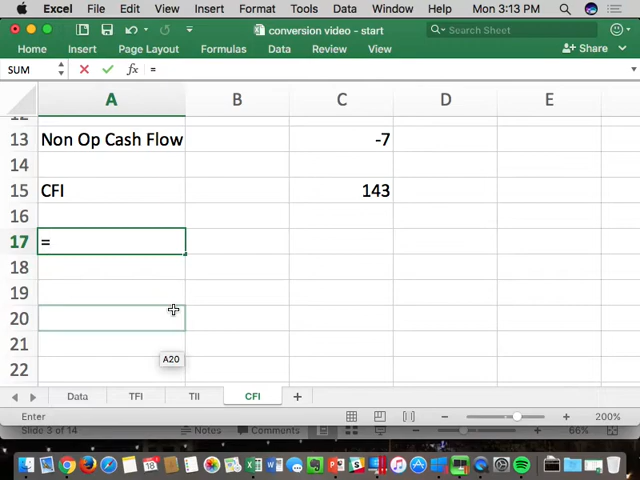 Excel File Edit View Insert Format Tools Data Window Help Mon 3:13 PM
conversion video - start
Search Sheet
Home Insert Page Layout Formulas Data Review View Share
SUM fx =
A B C D E
12
13 Non Op Cash Flow -7
14
15 CFI 143
16
17 =
18
19
20
21
A20
22
Data TFI TII CFI
Enter 200%
Slide 3 of 14 Notes Comments 66%
18